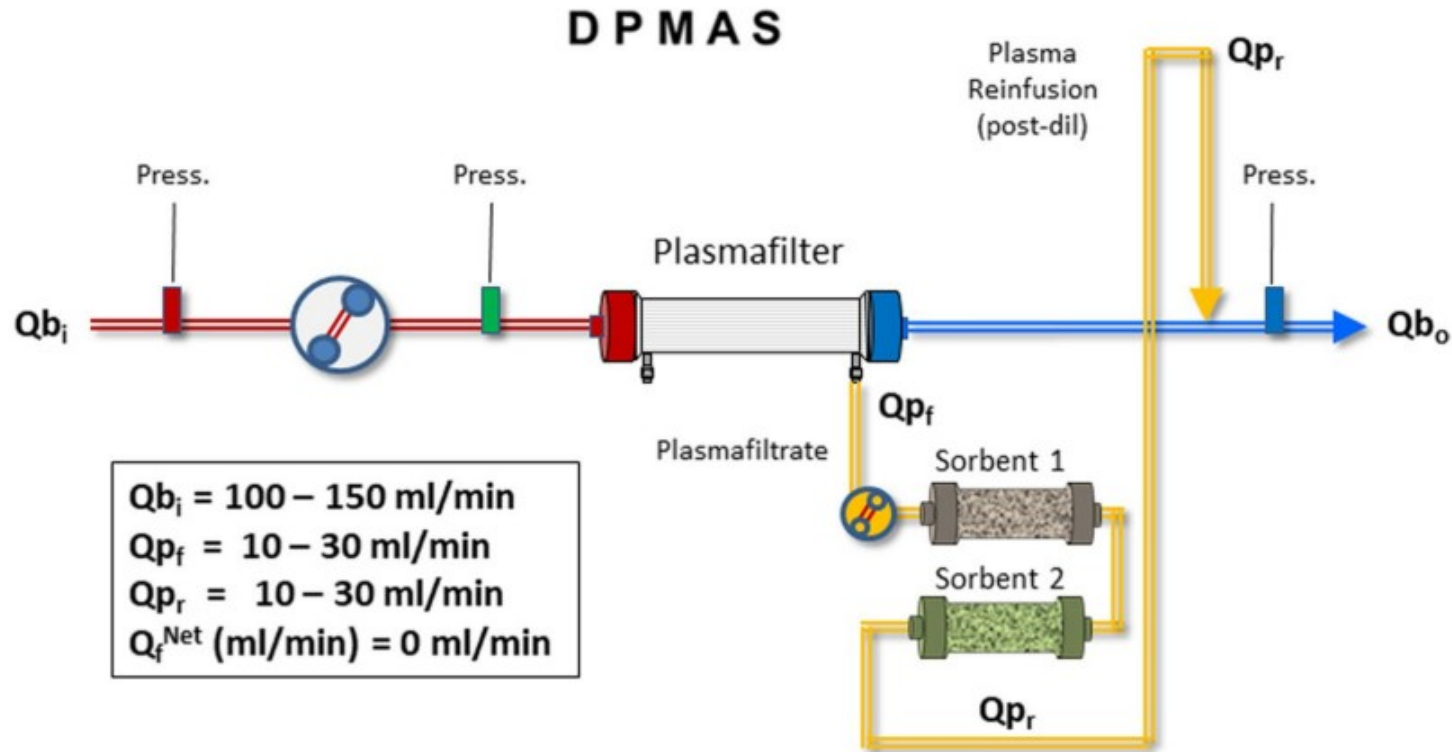 D P M A S
Plasma
Reinfusion
(post-dil)
Qpr
Press.
Press.
Press.
Plasmafilter
Qbi
Qbo
Qpf
Plasmafiltrate
Sorbent 1
Sorbent 2
Qpr
Qbi = 100 – 150 ml/min
Qpf = 10 – 30 ml/min
Qpr = 10 – 30 ml/min
QfNet (ml/min) = 0 ml/min